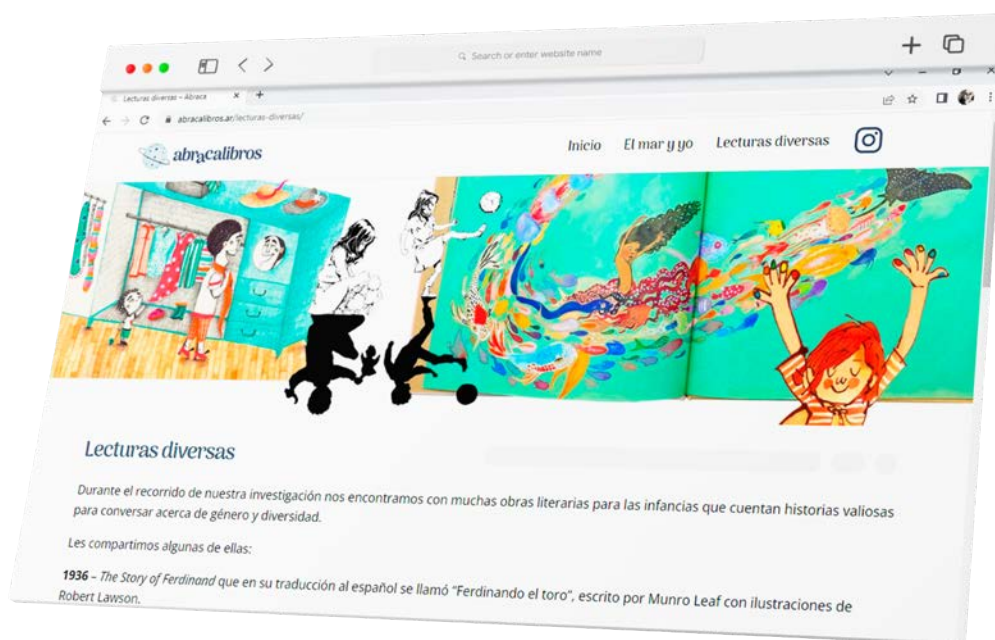 Search or enter website name
Lecturas diversas – Abraca
abracalibros.ar/lecturas-diversas/
abracalibros
Inicio
El mar y yo
Lecturas diversas
Lecturas diversas
Durante el recorrido de nuestra investigación nos encontramos con muchas obras literarias para las infancias que cuentan historias valiosas
para conversar acerca de género y diversidad.
Les compartimos algunas de ellas:
1936 – The Story of Ferdinand que en su traducción al español se llamó "Ferdinando el toro", escrito por Munro Leaf con ilustraciones de
Robert Lawson.